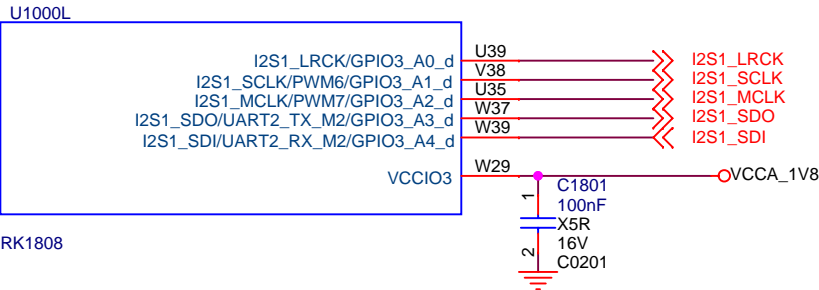 U1000L
I2S1_LRCK/GPIO3_A0_d U39 I2S1_LRCK
I2S1_SCLK/PWM6/GPIO3_A1_d V38 I2S1_SCLK
I2S1_MCLK/PWM7/GPIO3_A2_d U35 I2S1_MCLK
I2S1_SDO/UART2_TX_M2/GPIO3_A3_d W37 I2S1_SDO
I2S1_SDI/UART2_RX_M2/GPIO3_A4_d W39 I2S1_SDI
VCCIO3 W29 VCCA_1V8
1 C1801
100nF
X5R
16V
2 C0201
RK1808